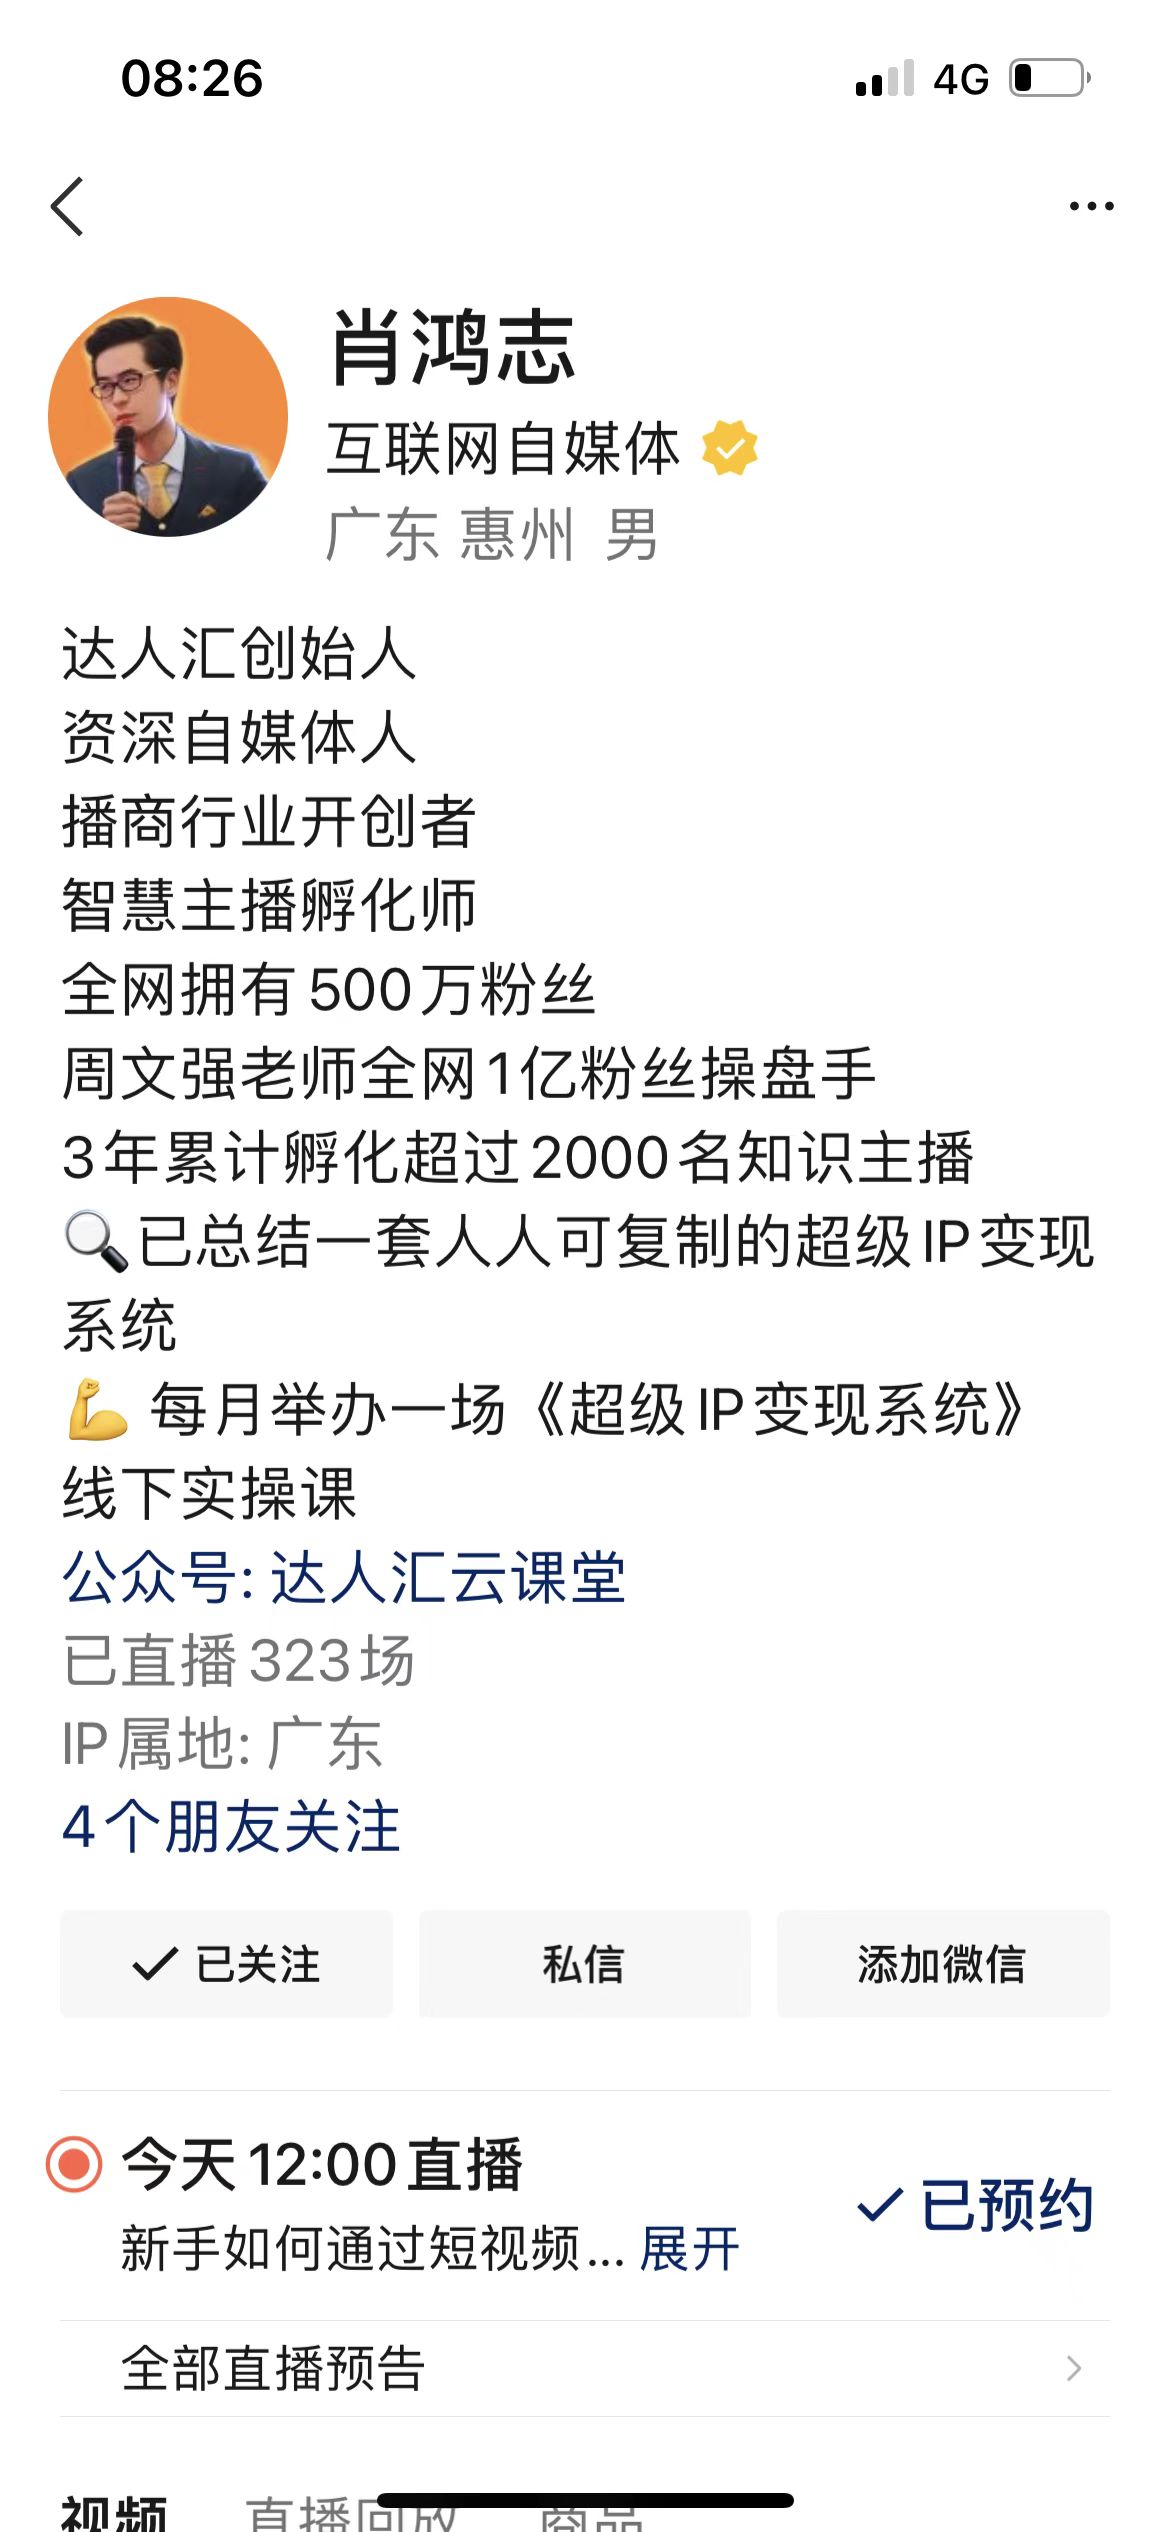 08:26
4G
肖鸿志
互联网自媒体
广东 惠州 男
达人汇创始人
资深自媒体人
播商行业开创者
智慧主播孵化师
全网拥有500万粉丝
周文强老师全网1亿粉丝操盘手
3年累计孵化超过2000名知识主播
🔍已总结一套人人可复制的超级IP变现
系统
💪 每月举办一场《超级IP变现系统》
线下实操课
公众号: 达人汇云课堂
已直播323场
IP属地: 广东
4个朋友关注
已关注
私信
添加微信
今天12:00直播
已预约
新手如何通过短视频... 展开
全部直播预告
视频
直播回放
商品